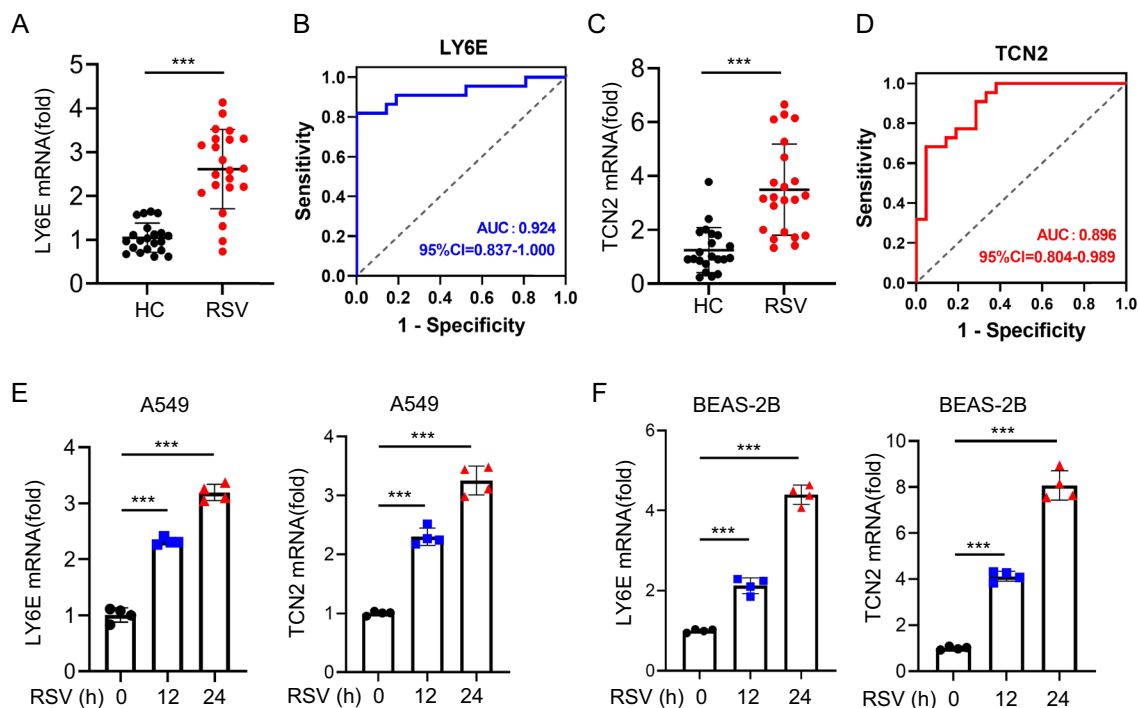 A
LY6E mRNA(fold)
5
4
3
2
1
0
***
HC
RSV
B
LY6E
Sensitivity
1.0
0.8
0.6
0.4
0.2
0.0
AUC: 0.924
95%CI=0.837-1.000
0.0 0.2 0.4 0.6 0.8 1.0
1 - Specificity
C
TCN2 mRNA(fold)
8
6
4
2
0
***
HC
RSV
D
TCN2
Sensitivity
1.0
0.8
0.6
0.4
0.2
0.0
AUC: 0.896
95%CI=0.804-0.989
0.0 0.2 0.4 0.6 0.8 1.0
1 - Specificity
E
A549
LY6E mRNA(fold)
4
3
2
1
0
***
***
RSV (h) 0 12 24
A549
TCN2 mRNA(fold)
4
3
2
1
0
***
***
RSV (h) 0 12 24
F
BEAS-2B
LY6E mRNA(fold)
6
4
2
0
***
***
RSV (h) 0 12 24
BEAS-2B
TCN2 mRNA(fold)
10
8
6
4
2
0
***
***
RSV (h) 0 12 24